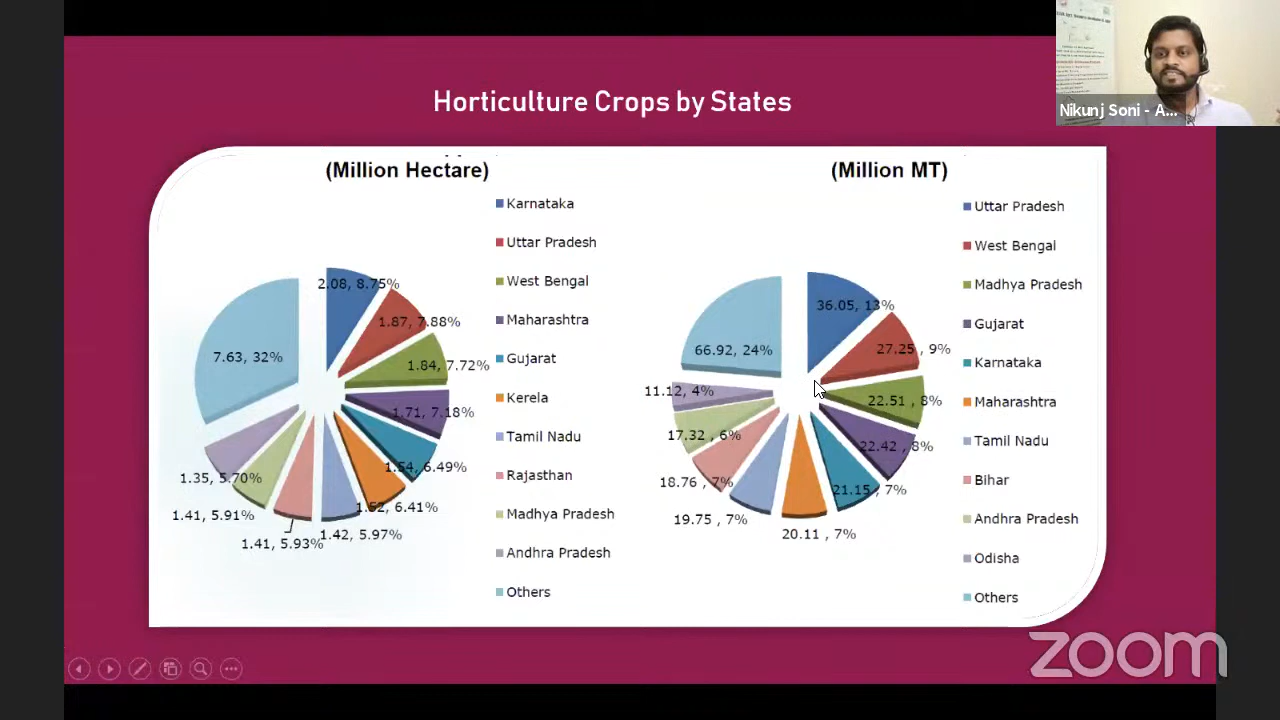 Nikunj Soni - A...
Horticulture Crops by States
(Million Hectare)
2.08, 8.75%
1.87, 7.88%
1.84, 7.72%
1.71, 7.18%
1.54, 6.49%
1.52, 6.41%
1.42, 5.97%
1.41, 5.93%
1.41, 5.91%
1.35, 5.70%
7.63, 32%
Karnataka
Uttar Pradesh
West Bengal
Maharashtra
Gujarat
Kerela
Tamil Nadu
Rajasthan
Madhya Pradesh
Andhra Pradesh
Others
(Million MT)
36.05, 13%
27.25, 9%
22.51 , 8%
22.42, 8%
21.15, 7%
20.11 , 7%
19.75 , 7%
18.76 , 7%
17.32 , 6%
11.12, 4%
66.92, 24%
Uttar Pradesh
West Bengal
Madhya Pradesh
Gujarat
Karnataka
Maharashtra
Tamil Nadu
Bihar
Andhra Pradesh
Odisha
Others
zoom